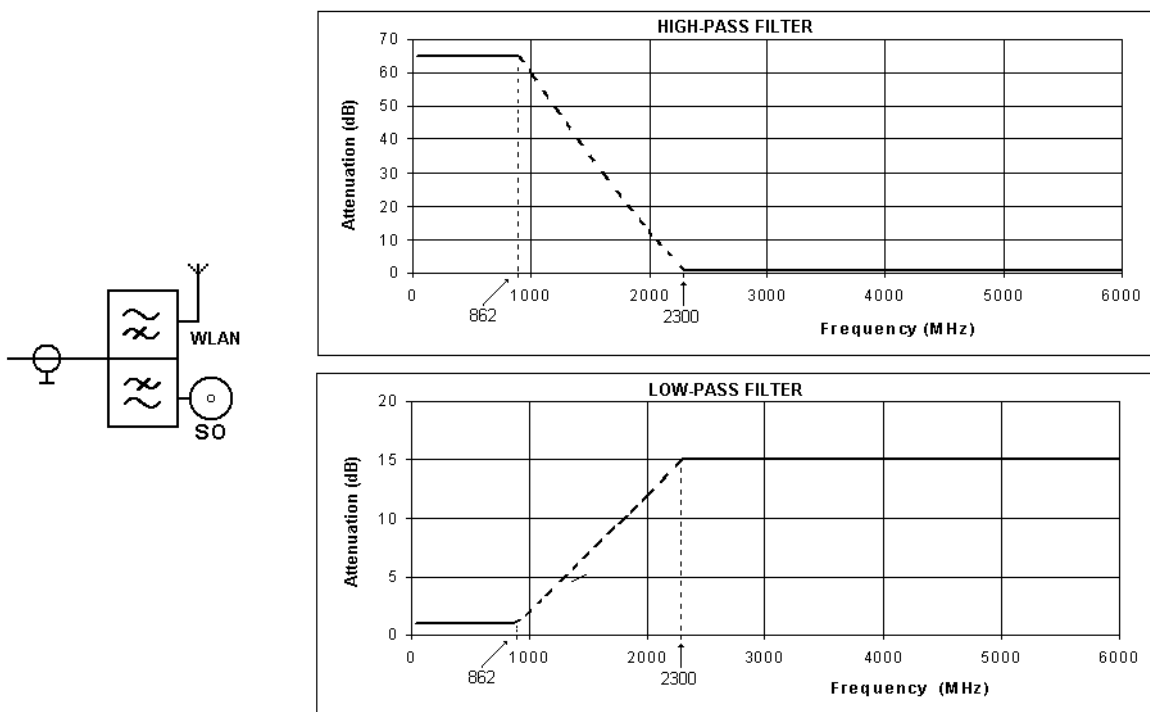 HIGH-PASS FILTER
70
60
50
40
30
20
10
0
Attenuation (dB)
0 1000 2000 3000 4000 5000 6000
862 2300
Frequency (MHz)
WLAN
SO
LOW-PASS FILTER
20
15
10
5
0
Attenuation (dB)
0 1000 2000 3000 4000 5000 6000
862 2300
Frequency (MHz)